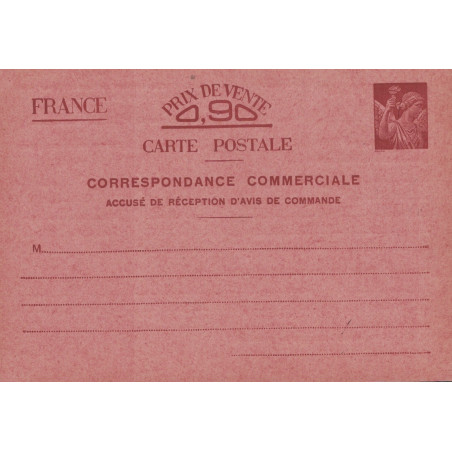 FRANCE
PRIX DE VENTE
0,90
CARTE POSTALE
CORRESPONDANCE COMMERCIALE
ACCUSÉ DE RÉCEPTION D'AVIS DE COMMANDE
M